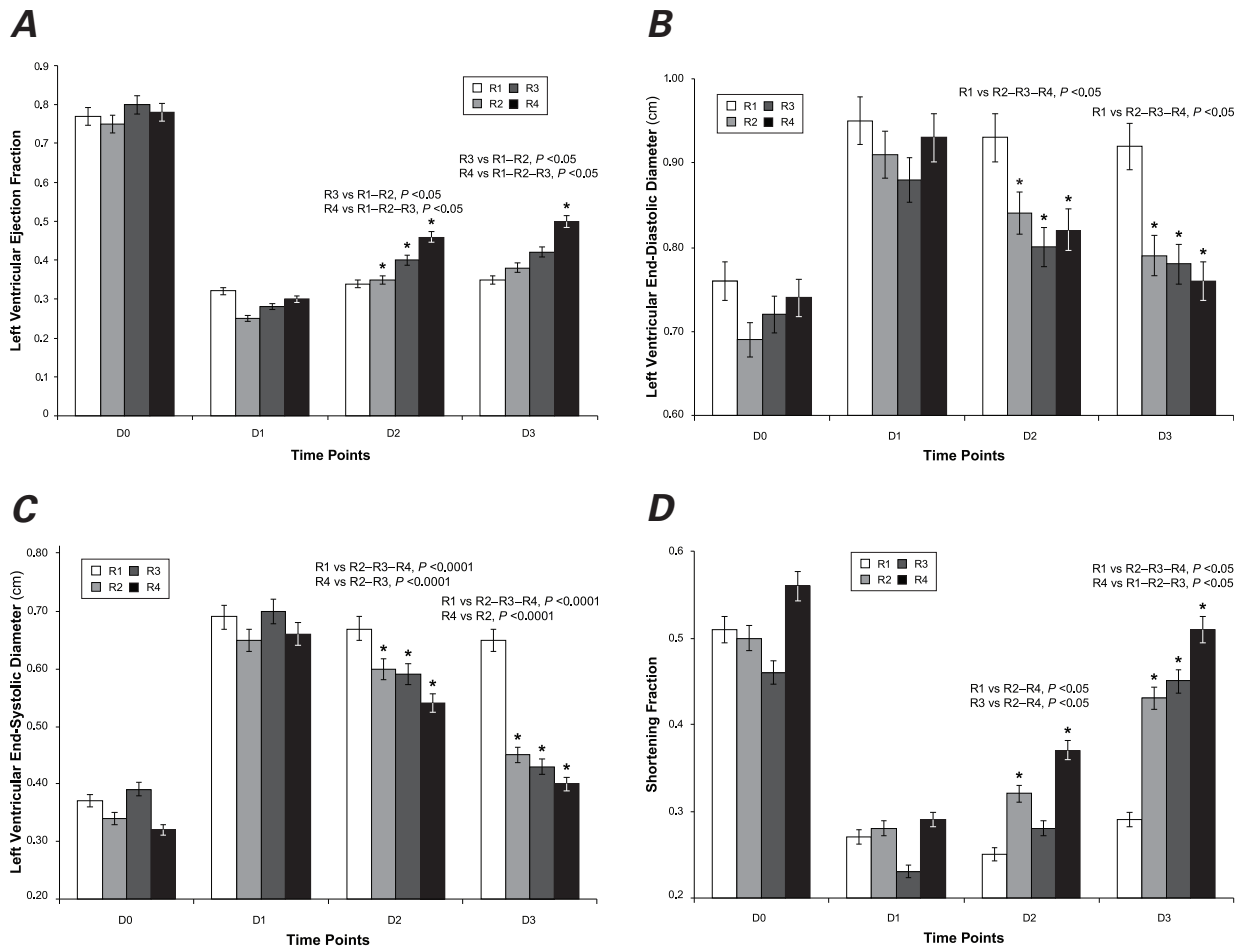 A
Left Ventricular Ejection Fraction
0.9
0.8
0.7
0.6
0.5
0.4
0.3
0.2
0.1
0
R1 R3
R2 R4
R3 vs R1–R2, P <0.05
R4 vs R1–R2–R3, P <0.05
R3 vs R1–R2, P <0.05
R4 vs R1–R2–R3, P <0.05
* * * *
D0 D1 D2 D3
Time Points
B
Left Ventricular End-Diastolic Diameter (cm)
1.00
0.90
0.80
0.70
0.60
R1 R3
R2 R4
R1 vs R2–R3–R4, P <0.05
R1 vs R2–R3–R4, P <0.05
* * * * * *
D0 D1 D2 D3
Time Points
C
Left Ventricular End-Systolic Diameter (cm)
0.80
0.70
0.60
0.50
0.40
0.30
0.20
R1 R3
R2 R4
R1 vs R2–R3–R4, P <0.0001
R4 vs R2–R3, P <0.0001
R1 vs R2–R3–R4, P <0.0001
R4 vs R2, P <0.0001
* * * * * *
D0 D1 D2 D3
Time Points
D
Shortening Fraction
0.6
0.5
0.4
0.3
0.2
R1 R3
R2 R4
R1 vs R2–R3–R4, P <0.05
R4 vs R1–R2–R3, P <0.05
R1 vs R2–R4, P <0.05
R3 vs R2–R4, P <0.05
* * * * *
D0 D1 D2 D3
Time Points